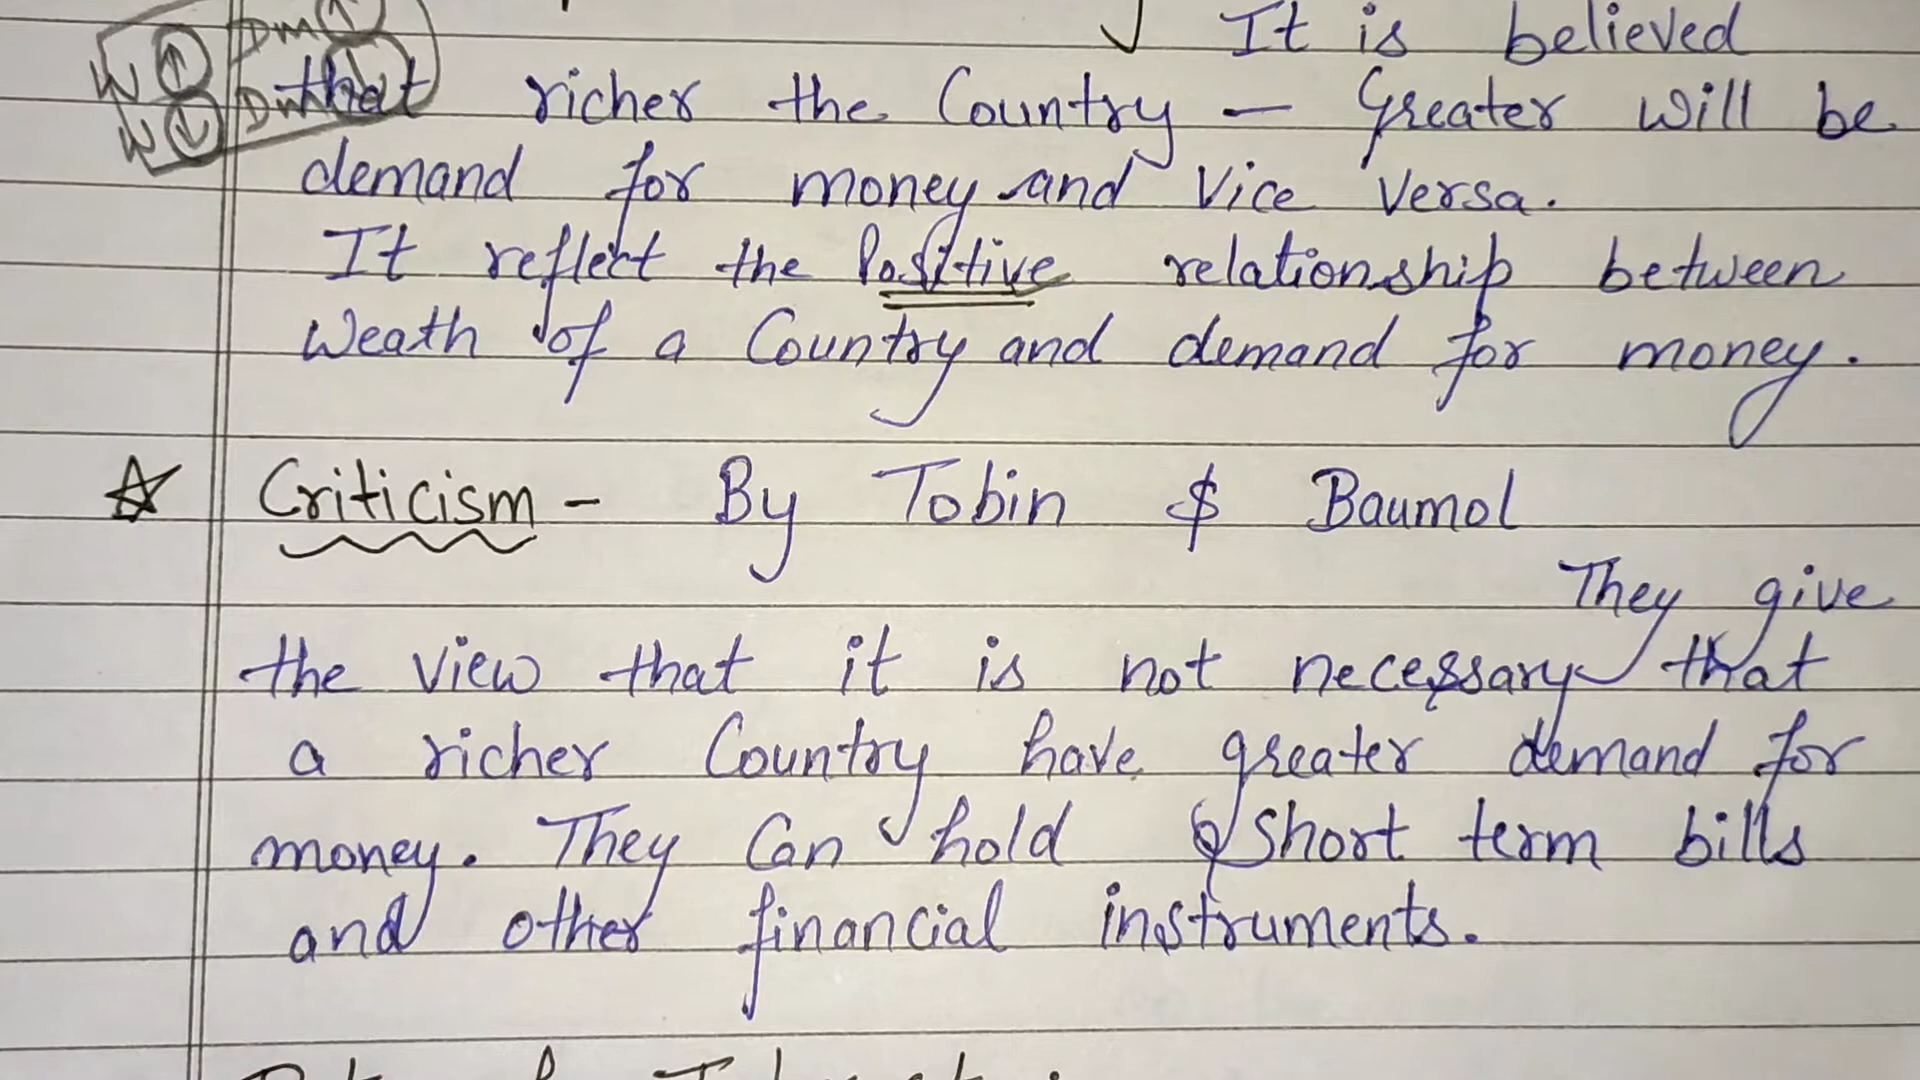 It is believed
W ↑ DM ↑
W ↓ DM
that richer the Country – Greater will be
demand for money and Vice Versa.
It reflect the Positive relationship between
Weath of a Country and demand for money.
☆ Criticism – By Tobin & Baumol
They give
the view that it is not necessary that
a richer Country have greater demand for
money. They Can hold short term bills
and other financial instruments.